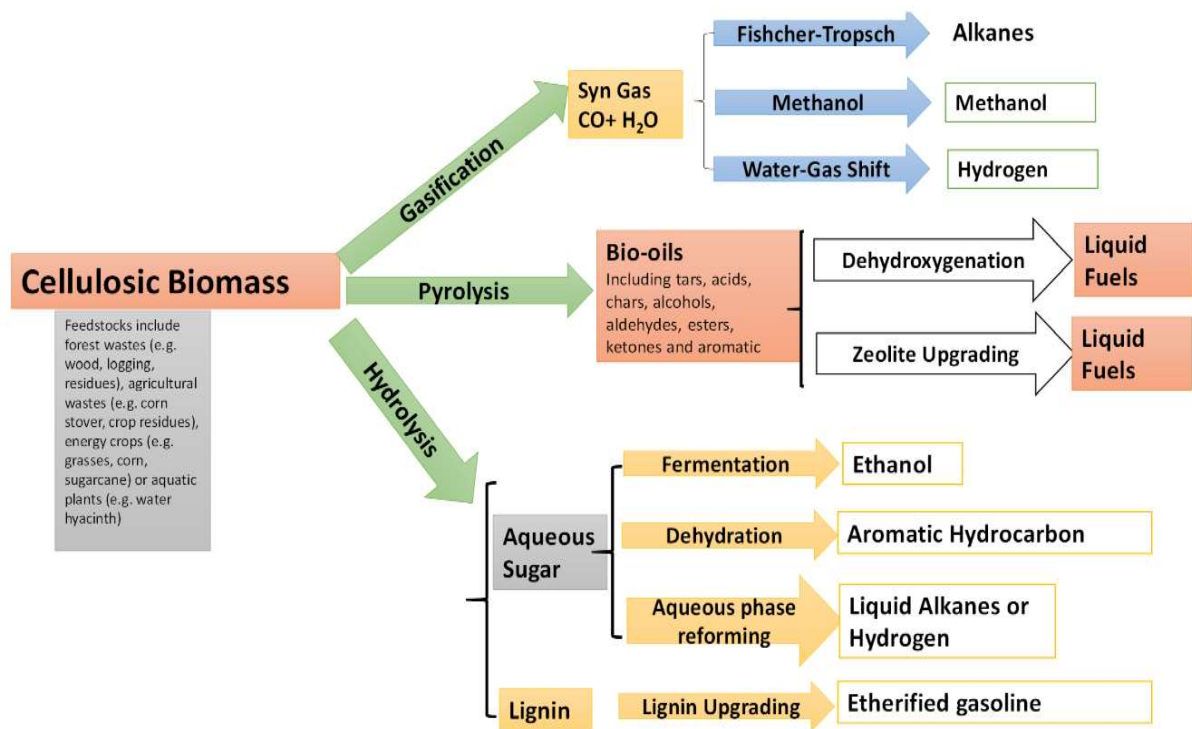 Fishcher-Tropsch
Alkanes
Syn Gas
CO+ H₂O
Methanol
Methanol
Gasification
Water-Gas Shift
Hydrogen
Cellulosic Biomass
Feedstocks include
forest wastes (e.g.
wood, logging,
residues), agricultural
wastes (e.g. corn
stover, crop residues),
energy crops (e.g.
grasses, corn,
sugarcane) or aquatic
plants (e.g. water
hyacinth)
Pyrolysis
Bio-oils
Including tars, acids,
chars, alcohols,
aldehydes, esters,
ketones and aromatic
Dehydroxygenation
Liquid
Fuels
Zeolite Upgrading
Liquid
Fuels
Hydrolysis
Aqueous
Sugar
Fermentation
Ethanol
Dehydration
Aromatic Hydrocarbon
Aqueous phase
reforming
Liquid Alkanes or
Hydrogen
Lignin
Lignin Upgrading
Etherified gasoline